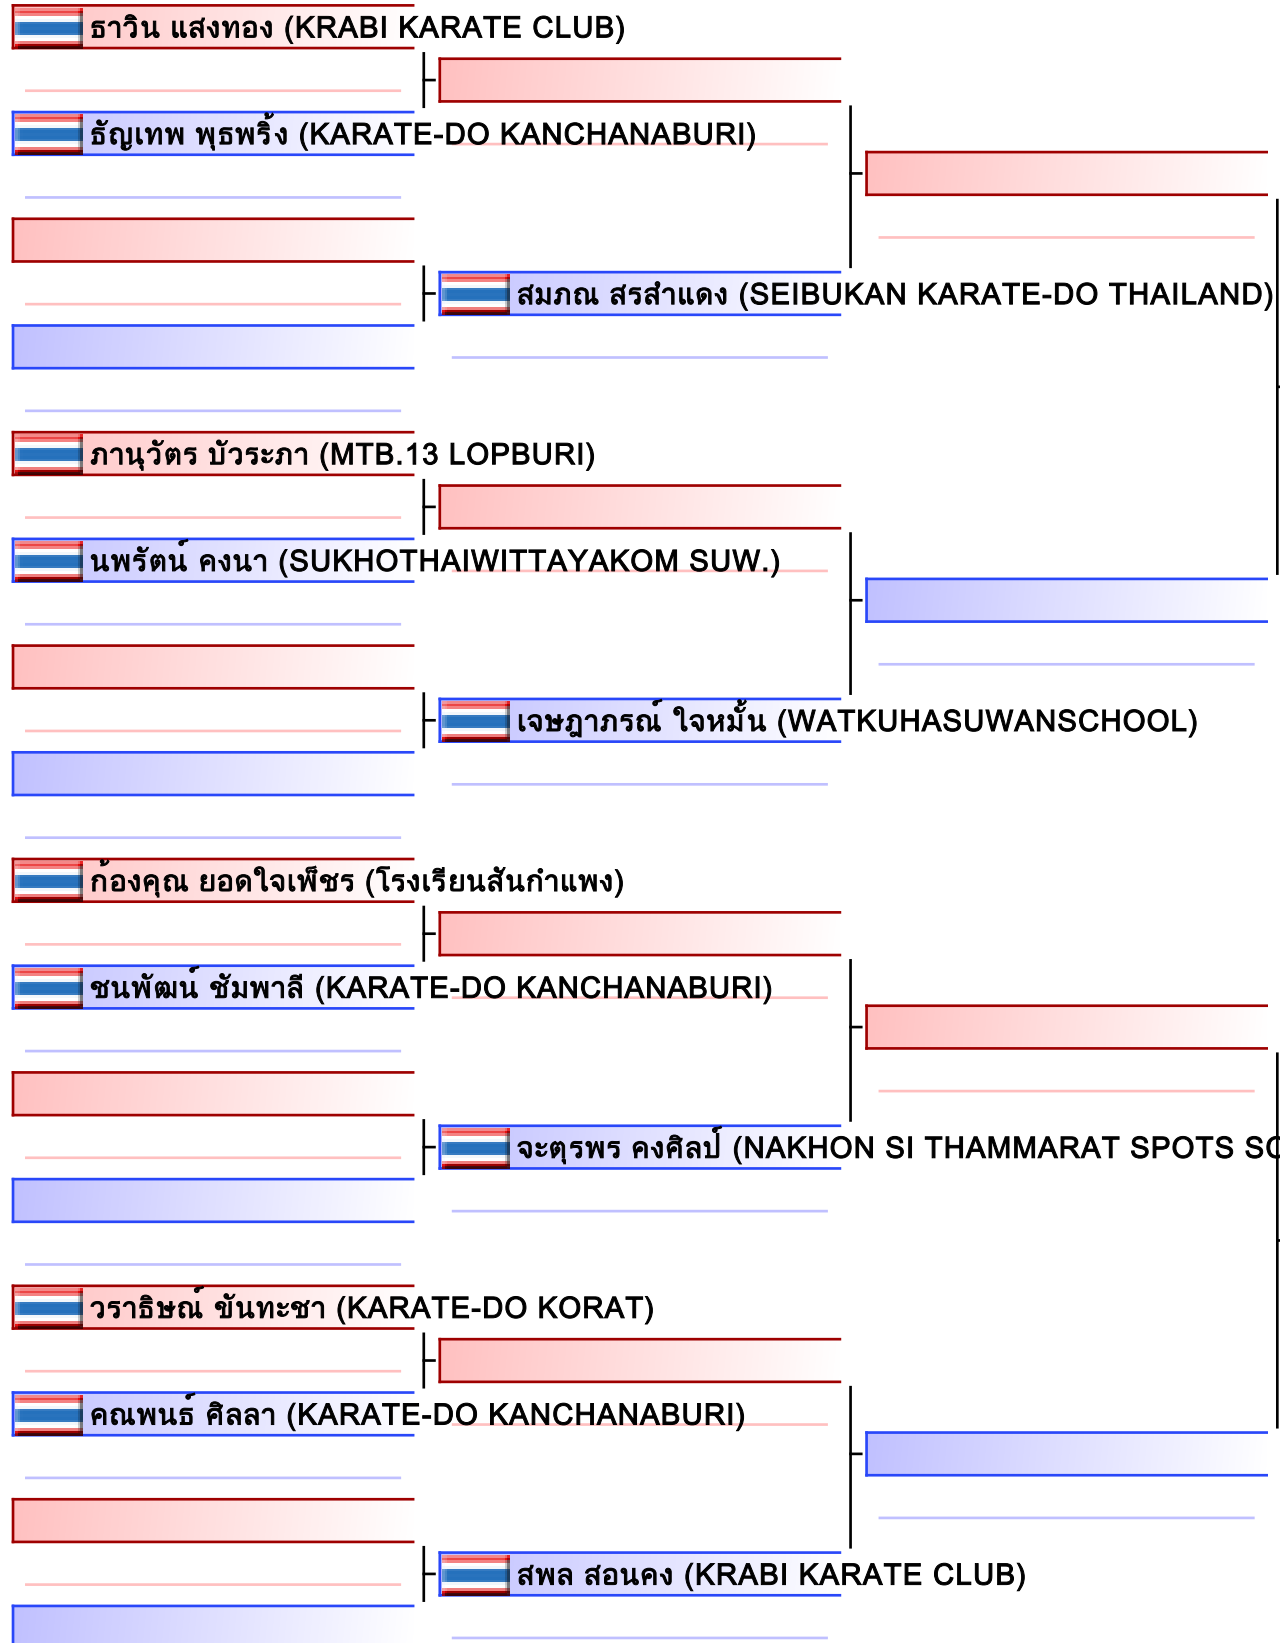 ธาวิน แสงทอง (KRABI KARATE CLUB)
ธัญเทพ พุธพริ้ง (KARATE-DO KANCHANABURI)
สมภณ สรสำแดง (SEIBUKAN KARATE-DO THAILAND)
ภานุวัตร บัวระภา (MTB.13 LOPBURI)
นพรัตน์ คงนา (SUKHOTHAIWITTAYAKOM SUW.)
เจษฎาภรณ์ ใจหมั้น (WATKUHASUWANSCHOOL)
ก้องคุณ ยอดใจเพ็ชร (โรงเรียนสันกำแพง)
ชนพัฒน์ ชัมพาลี (KARATE-DO KANCHANABURI)
จะตุรพร คงศิลป์ (NAKHON SI THAMMARAT SPOTS
วราธิษณ์ ขันทะชา (KARATE-DO KORAT)
คณพนธ์ ศิลลา (KARATE-DO KANCHANABURI)
สพล สอนคง (KRABI KARATE CLUB)